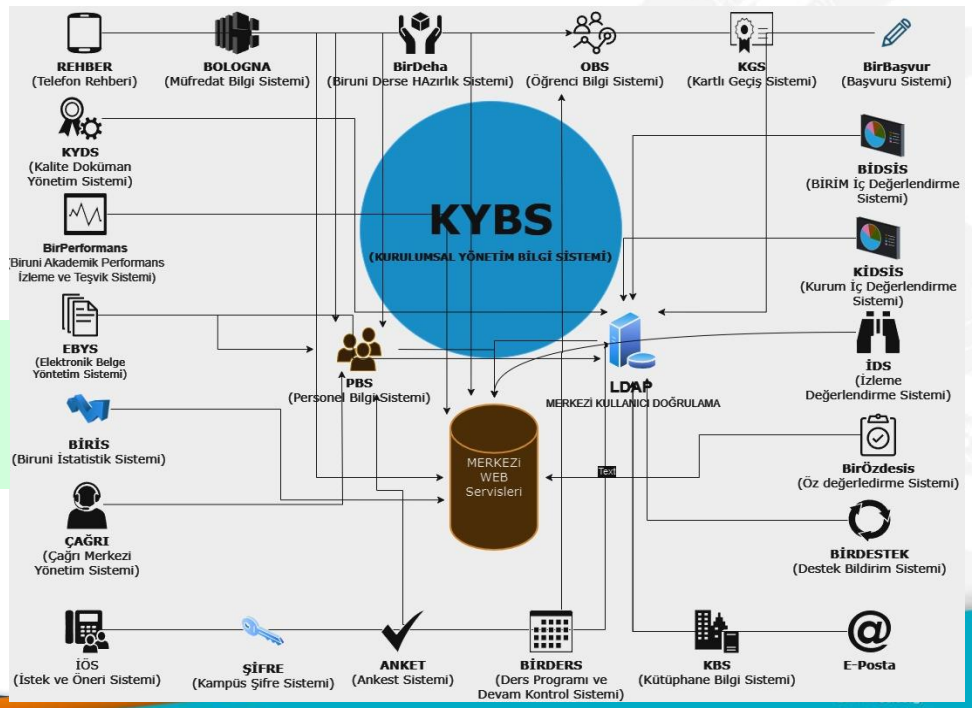 REHBER
(Telefon Rehberi)
BOLOGNA
(Müfredat Bilgi Sistemi)
BirDeha
(Biruni Derse HAzırlık Sistemi)
OBS
(Öğrenci Bilgi Sistemi)
KGS
(Kartlı Geçiş Sistemi)
BirBaşvur
(Başvuru Sistemi)
KYDS
(Kalite Doküman
Yönetim Sistemi)
BİDSİS
(BİRİM İç Değerlendirme
Sistemi)
KYBS
(KURULUMSAL YÖNETİM BİLGİ SİSTEMİ)
BirPerformans
(Biruni Akademik Performans
İzleme ve Teşvik Sistemi)
KİDSİS
(Kurum İç Değerlendirme
Sistemi)
EBYS
(Elektronik Belge
Yöntetim Sistemi)
PBS
(Personel Bilgi Sistemi)
LDAP
MERKEZİ KULLANICI DOĞRULAMA
İDS
(İzleme
Değerlendirme Sistemi)
BİRİS
(Biruni İstatistik Sistemi)
MERKEZi
WEB
Servisleri
Text
BirÖzdesis
(Öz değerledirme Sistemi)
ÇAĞRI
(Çağrı Merkezi
Yönetim Sistemi)
BİRDESTEK
(Destek Bildirim Sistemi)
İÖS
(İstek ve Öneri Sistemi)
ŞİFRE
(Kampüs Şifre Sistemi)
ANKET
(Ankest Sistemi)
BİRDERS
(Ders Programı ve
Devam Kontrol Sistemi)
KBS
(Kütüphane Bilgi Sistemi)
E-Posta